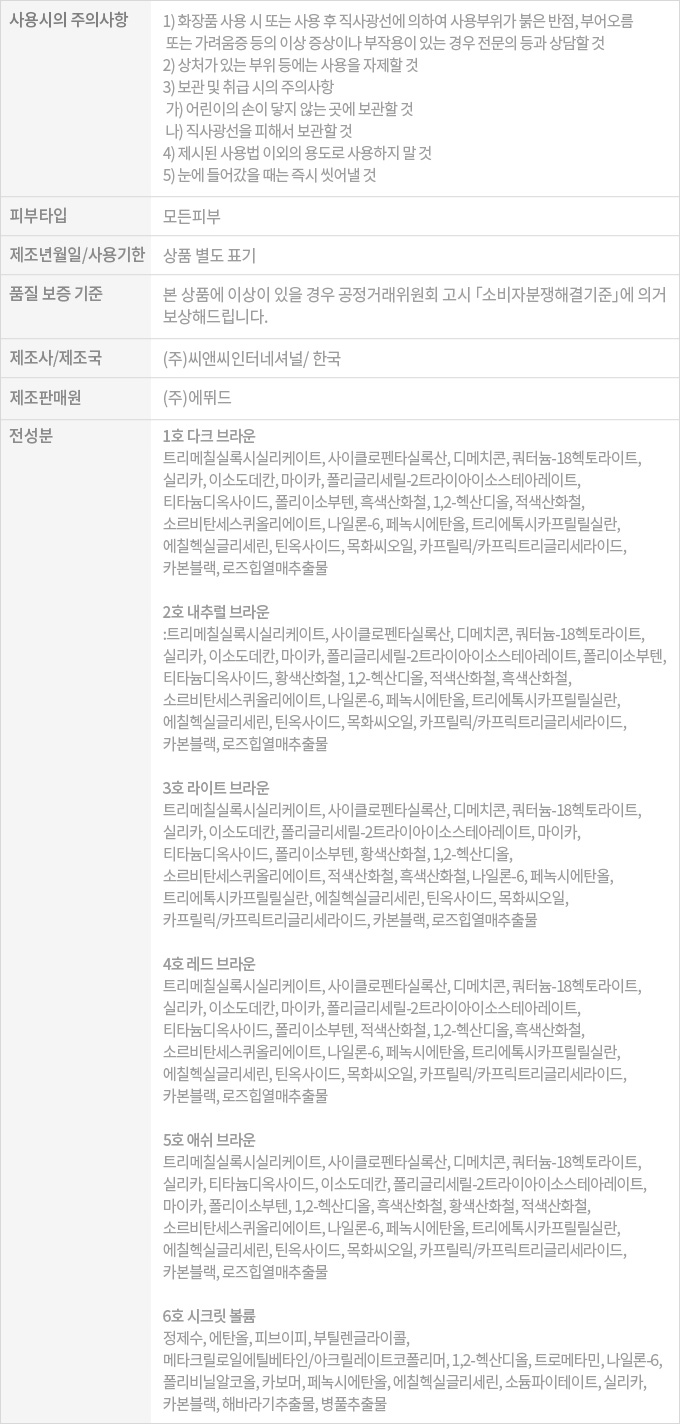 사용시의 주의사항
1) 화장품 사용 시 또는 사용 후 직사광선에 의하여 사용부위가 붉은 반점, 부어오름
또는 가려움증 등의 이상 증상이나 부작용이 있는 경우 전문의 등과 상담할 것
2) 상처가 있는 부위 등에는 사용을 자제할 것
3) 보관 및 취급 시의 주의사항
가) 어린이의 손이 닿지 않는 곳에 보관할 것
나) 직사광선을 피해서 보관할 것
4) 제시된 사용법 이외의 용도로 사용하지 말 것
5) 눈에 들어갔을 때는 즉시 씻어낼 것
피부타입
모든피부
제조년월일/사용기한
상품 별도 표기
품질 보증 기준
본 상품에 이상이 있을 경우 공정거래위원회 고시 「소비자분쟁해결기준」에 의거
보상해드립니다.
제조사/제조국
(주)씨앤씨인터네셔널/ 한국
제조판매원
(주)에뛰드
전성분
1호 다크 브라운
트리메칠실록시실리케이트, 사이클로펜타실록산, 디메치콘, 쿼터늄-18헥토라이트,
실리카, 이소도데칸, 마이카, 폴리글리세릴-2트라이아이소스테아레이트,
티타늄디옥사이드, 폴리이소부텐, 흑색산화철, 1,2-헥산디올, 적색산화철,
소르비탄세스퀴올리에이트, 나일론-6, 페녹시에탄올, 트리에톡시카프릴릴실란,
에칠헥실글리세린, 틴옥사이드, 목화씨오일, 카프릴릭/카프릭트리글리세라이드,
카본블랙, 로즈힙열매추출물
2호 내추럴 브라운
:트리메칠실록시실리케이트, 사이클로펜타실록산, 디메치콘, 쿼터늄-18헥토라이트,
실리카, 이소도데칸, 마이카, 폴리글리세릴-2트라이아이소스테아레이트, 폴리이소부텐,
티타늄디옥사이드, 황색산화철, 1,2-헥산디올, 적색산화철, 흑색산화철,
소르비탄세스퀴올리에이트, 나일론-6, 페녹시에탄올, 트리에톡시카프릴릴실란,
에칠헥실글리세린, 틴옥사이드, 목화씨오일, 카프릴릭/카프릭트리글리세라이드,
카본블랙, 로즈힙열매추출물
3호 라이트 브라운
트리메칠실록시실리케이트, 사이클로펜타실록산, 디메치콘, 쿼터늄-18헥토라이트,
실리카, 이소도데칸, 폴리글리세릴-2트라이아이소스테아레이트, 마이카,
티타늄디옥사이드, 폴리이소부텐, 황색산화철, 1,2-헥산디올,
소르비탄세스퀴올리에이트, 적색산화철, 흑색산화철, 나일론-6, 페녹시에탄올,
트리에톡시카프릴릴실란, 에칠헥실글리세린, 틴옥사이드, 목화씨오일,
카프릴릭/카프릭트리글리세라이드, 카본블랙, 로즈힙열매추출물
4호 레드 브라운
트리메칠실록시실리케이트, 사이클로펜타실록산, 디메치콘, 쿼터늄-18헥토라이트,
실리카, 이소도데칸, 마이카, 폴리글리세릴-2트라이아이소스테아레이트,
티타늄디옥사이드, 폴리이소부텐, 적색산화철, 1,2-헥산디올, 흑색산화철,
소르비탄세스퀴올리에이트, 나일론-6, 페녹시에탄올, 트리에톡시카프릴릴실란,
에칠헥실글리세린, 틴옥사이드, 목화씨오일, 카프릴릭/카프릭트리글리세라이드,
카본블랙, 로즈힙열매추출물
5호 애쉬 브라운
트리메칠실록시실리케이트, 사이클로펜타실록산, 디메치콘, 쿼터늄-18헥토라이트,
실리카, 티타늄디옥사이드, 이소도데칸, 폴리글리세릴-2트라이아이소스테아레이트,
마이카, 폴리이소부텐, 1,2-헥산디올, 흑색산화철, 황색산화철, 적색산화철,
소르비탄세스퀴올리에이트, 나일론-6, 페녹시에탄올, 트리에톡시카프릴릴실란,
에칠헥실글리세린, 틴옥사이드, 목화씨오일, 카프릴릭/카프릭트리글리세라이드,
카본블랙, 로즈힙열매추출물
6호 시크릿 볼륨
정제수, 에탄올, 피브이피, 부틸렌글라이콜,
메타크릴로일에틸베타인/아크릴레이트코폴리머, 1,2-헥산디올, 트로메타민, 나일론-6,
폴리비닐알코올, 카보머, 페녹시에탄올, 에칠헥실글리세린, 소듐파이테이트, 실리카,
카본블랙, 해바라기추출물, 병풀추출물